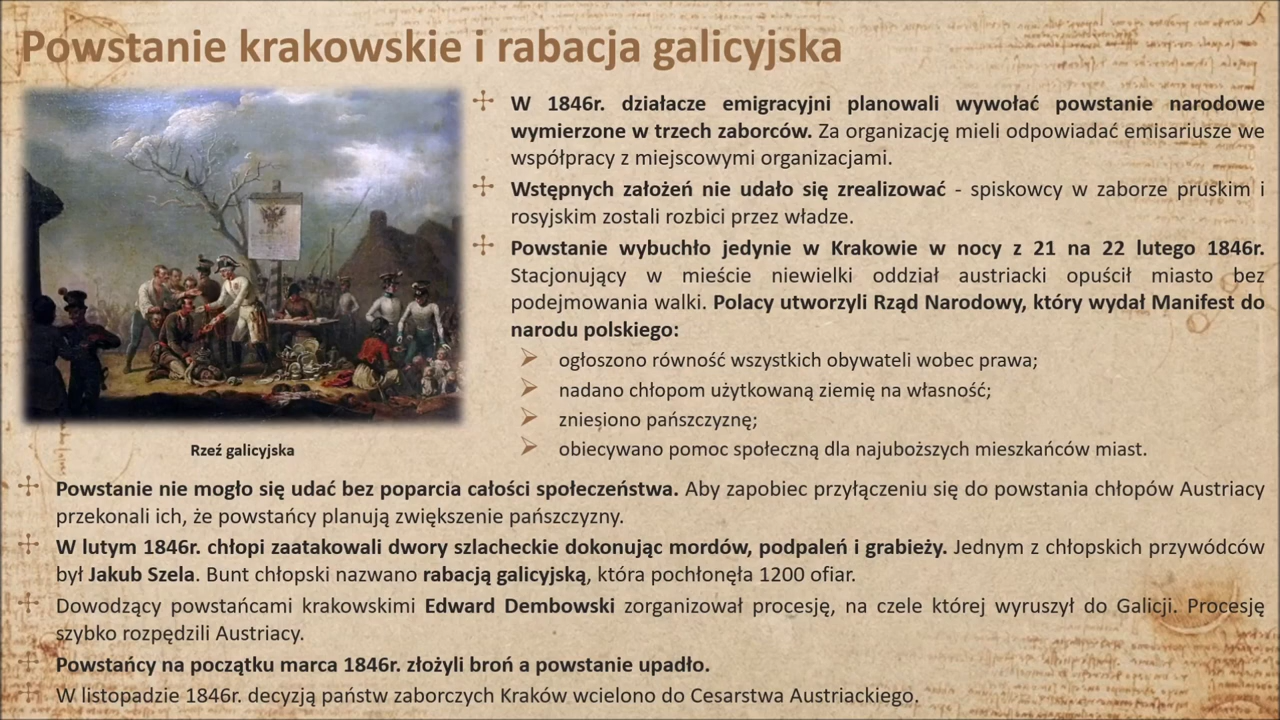 Powstanie krakowskie i rabacja galicyjska
W 1846r. działacze emigracyjni planowali wywołać powstanie narodowe
wymierzone w trzech zaborców. Za organizację mieli odpowiadać emisariusze we
współpracy z miejscowymi organizacjami.
Wstępnych założeń nie udało się zrealizować - spiskowcy w zaborze pruskim i
rosyjskim zostali rozbici przez władze.
Powstanie wybuchło jedynie w Krakowie w nocy z 21 na 22 lutego 1846r.
Stacjonujący w mieście niewielki oddział austriacki opuścił miasto bez
podejmowania walki. Polacy utworzyli Rząd Narodowy, który wydał Manifest do
narodu polskiego:
ogłoszono równość wszystkich obywateli wobec prawa;
nadano chłopom użytkowaną ziemię na własność;
zniesiono pańszczyznę;
obiecywano pomoc społeczną dla najuboższych mieszkańców miast.
Rzeź galicyjska
Powstanie nie mogło się udać bez poparcia całości społeczeństwa. Aby zapobiec przyłączeniu się do powstania chłopów Austriacy
przekonali ich, że powstańcy planują zwiększenie pańszczyzny.
W lutym 1846r. chłopi zaatakowali dwory szlacheckie dokonując mordów, podpaleń i grabieży. Jednym z chłopskich przywódców
był Jakub Szela. Bunt chłopski nazwano rabacją galicyjską, która pochłonęła 1200 ofiar.
Dowodzący powstańcami krakowskimi Edward Dembowski zorganizował procesję, na czele której wyruszył do Galicji. Procesję
szybko rozpędzili Austriacy.
Powstańcy na początku marca 1846r. złożyli broń a powstanie upadło.
W listopadzie 1846r. decyzją państw zaborczych Kraków wcielono do Cesarstwa Austriackiego.